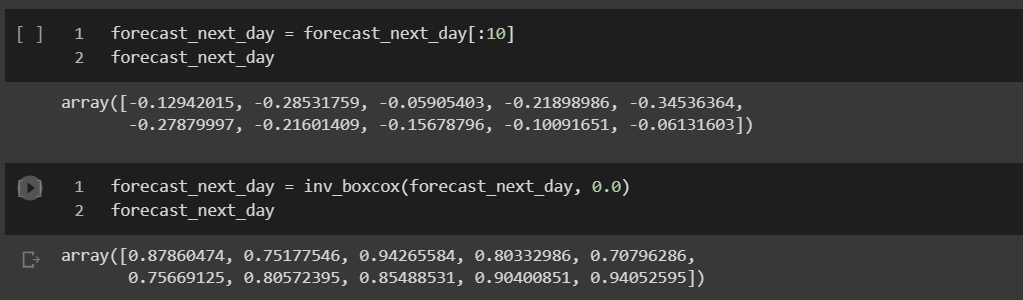 [ ] 1 forecast_next_day = forecast_next_day[:10]
2 forecast_next_day
array([-0.12942015, -0.28531759, -0.05905403, -0.21898986, -0.34536364,
-0.27879997, -0.21601409, -0.15678796, -0.10091651, -0.06131603])
1 forecast_next_day = inv_boxcox(forecast_next_day, 0.0)
2 forecast_next_day
array([0.87860474, 0.75177546, 0.94265584, 0.80332986, 0.70796286,
0.75669125, 0.80572395, 0.85488531, 0.90400851, 0.94052595])